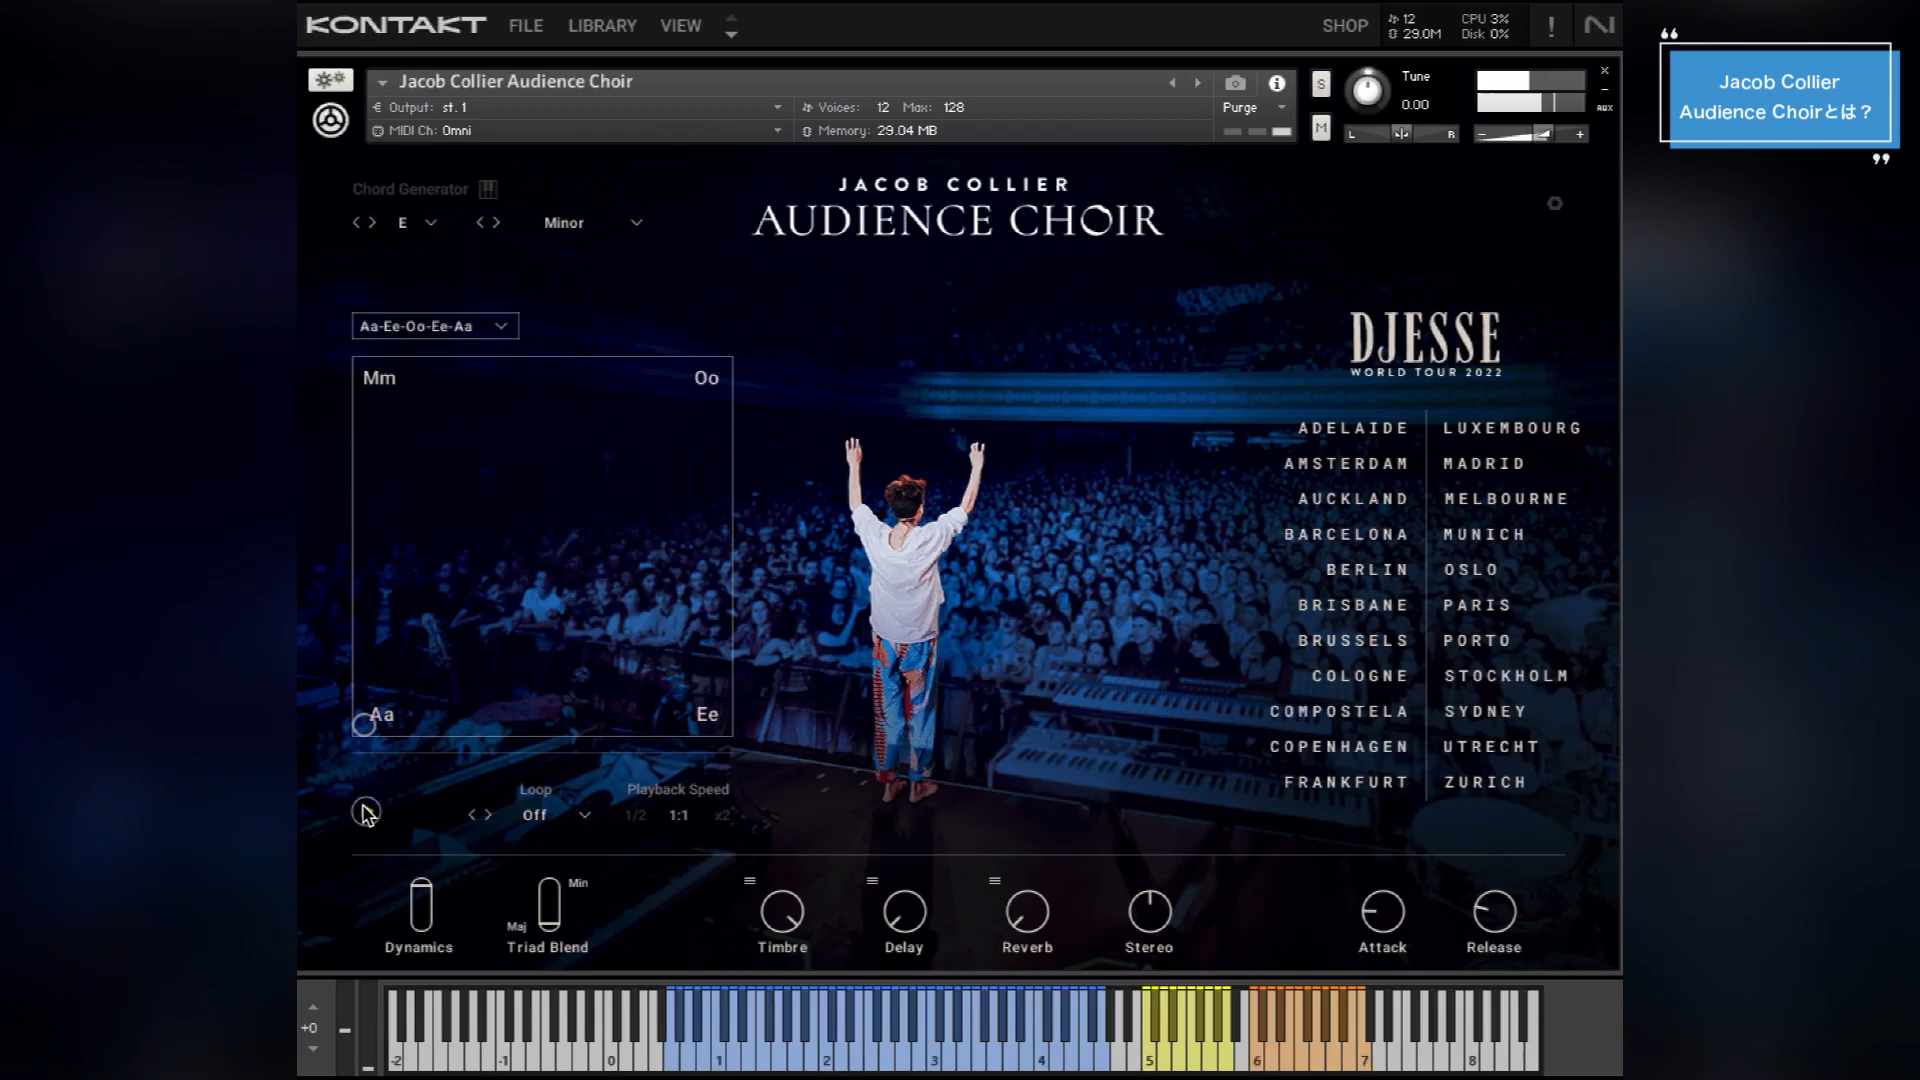 KONTAKT FILE LIBRARY VIEW SHOP 12 CPU 3%
29.0M Disk 0%
Jacob Collier Audience Choir
Output: st. 1 Voices: 12 Max: 128 Purge
MIDI Ch: Omni Memory: 29.04 MB
S
M
Tune
0.00
L R
AUX
- +
“
Jacob Collier
Audience Choirとは？
”
Chord Generator
E Minor
JACOB COLLIER
AUDIENCE CHOIR
Aa-Ee-Oo-Ee-Aa
Mm Oo
Aa Ee
DJESSE
WORLD TOUR 2022
ADELAIDE LUXEMBOURG
AMSTERDAM MADRID
AUCKLAND MELBOURNE
BARCELONA MUNICH
BERLIN OSLO
BRISBANE PARIS
BRUSSELS PORTO
COLOGNE STOCKHOLM
COMPOSTELA SYDNEY
COPENHAGEN UTRECHT
FRANKFURT ZURICH
Loop Playback Speed
Off 1/2 1:1 x2
Min
Maj
Dynamics Triad Blend Timbre Delay Reverb Stereo Attack Release
+0
-2 -1 0 1 2 3 4 5 6 7 8